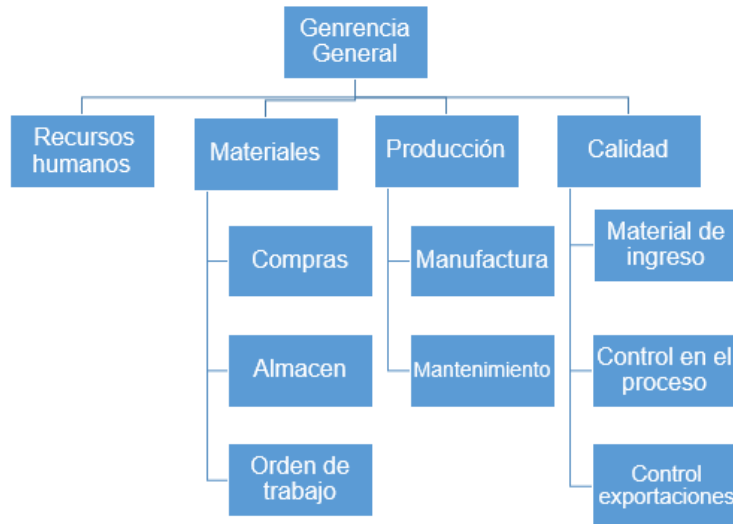 Genrencia
General
Recursos
humanos
Materiales
Producción
Calidad
Compras
Manufactura
Material de
ingreso
Almacen
Mantenimiento
Control en el
proceso
Orden de
trabajo
Control
exportaciones